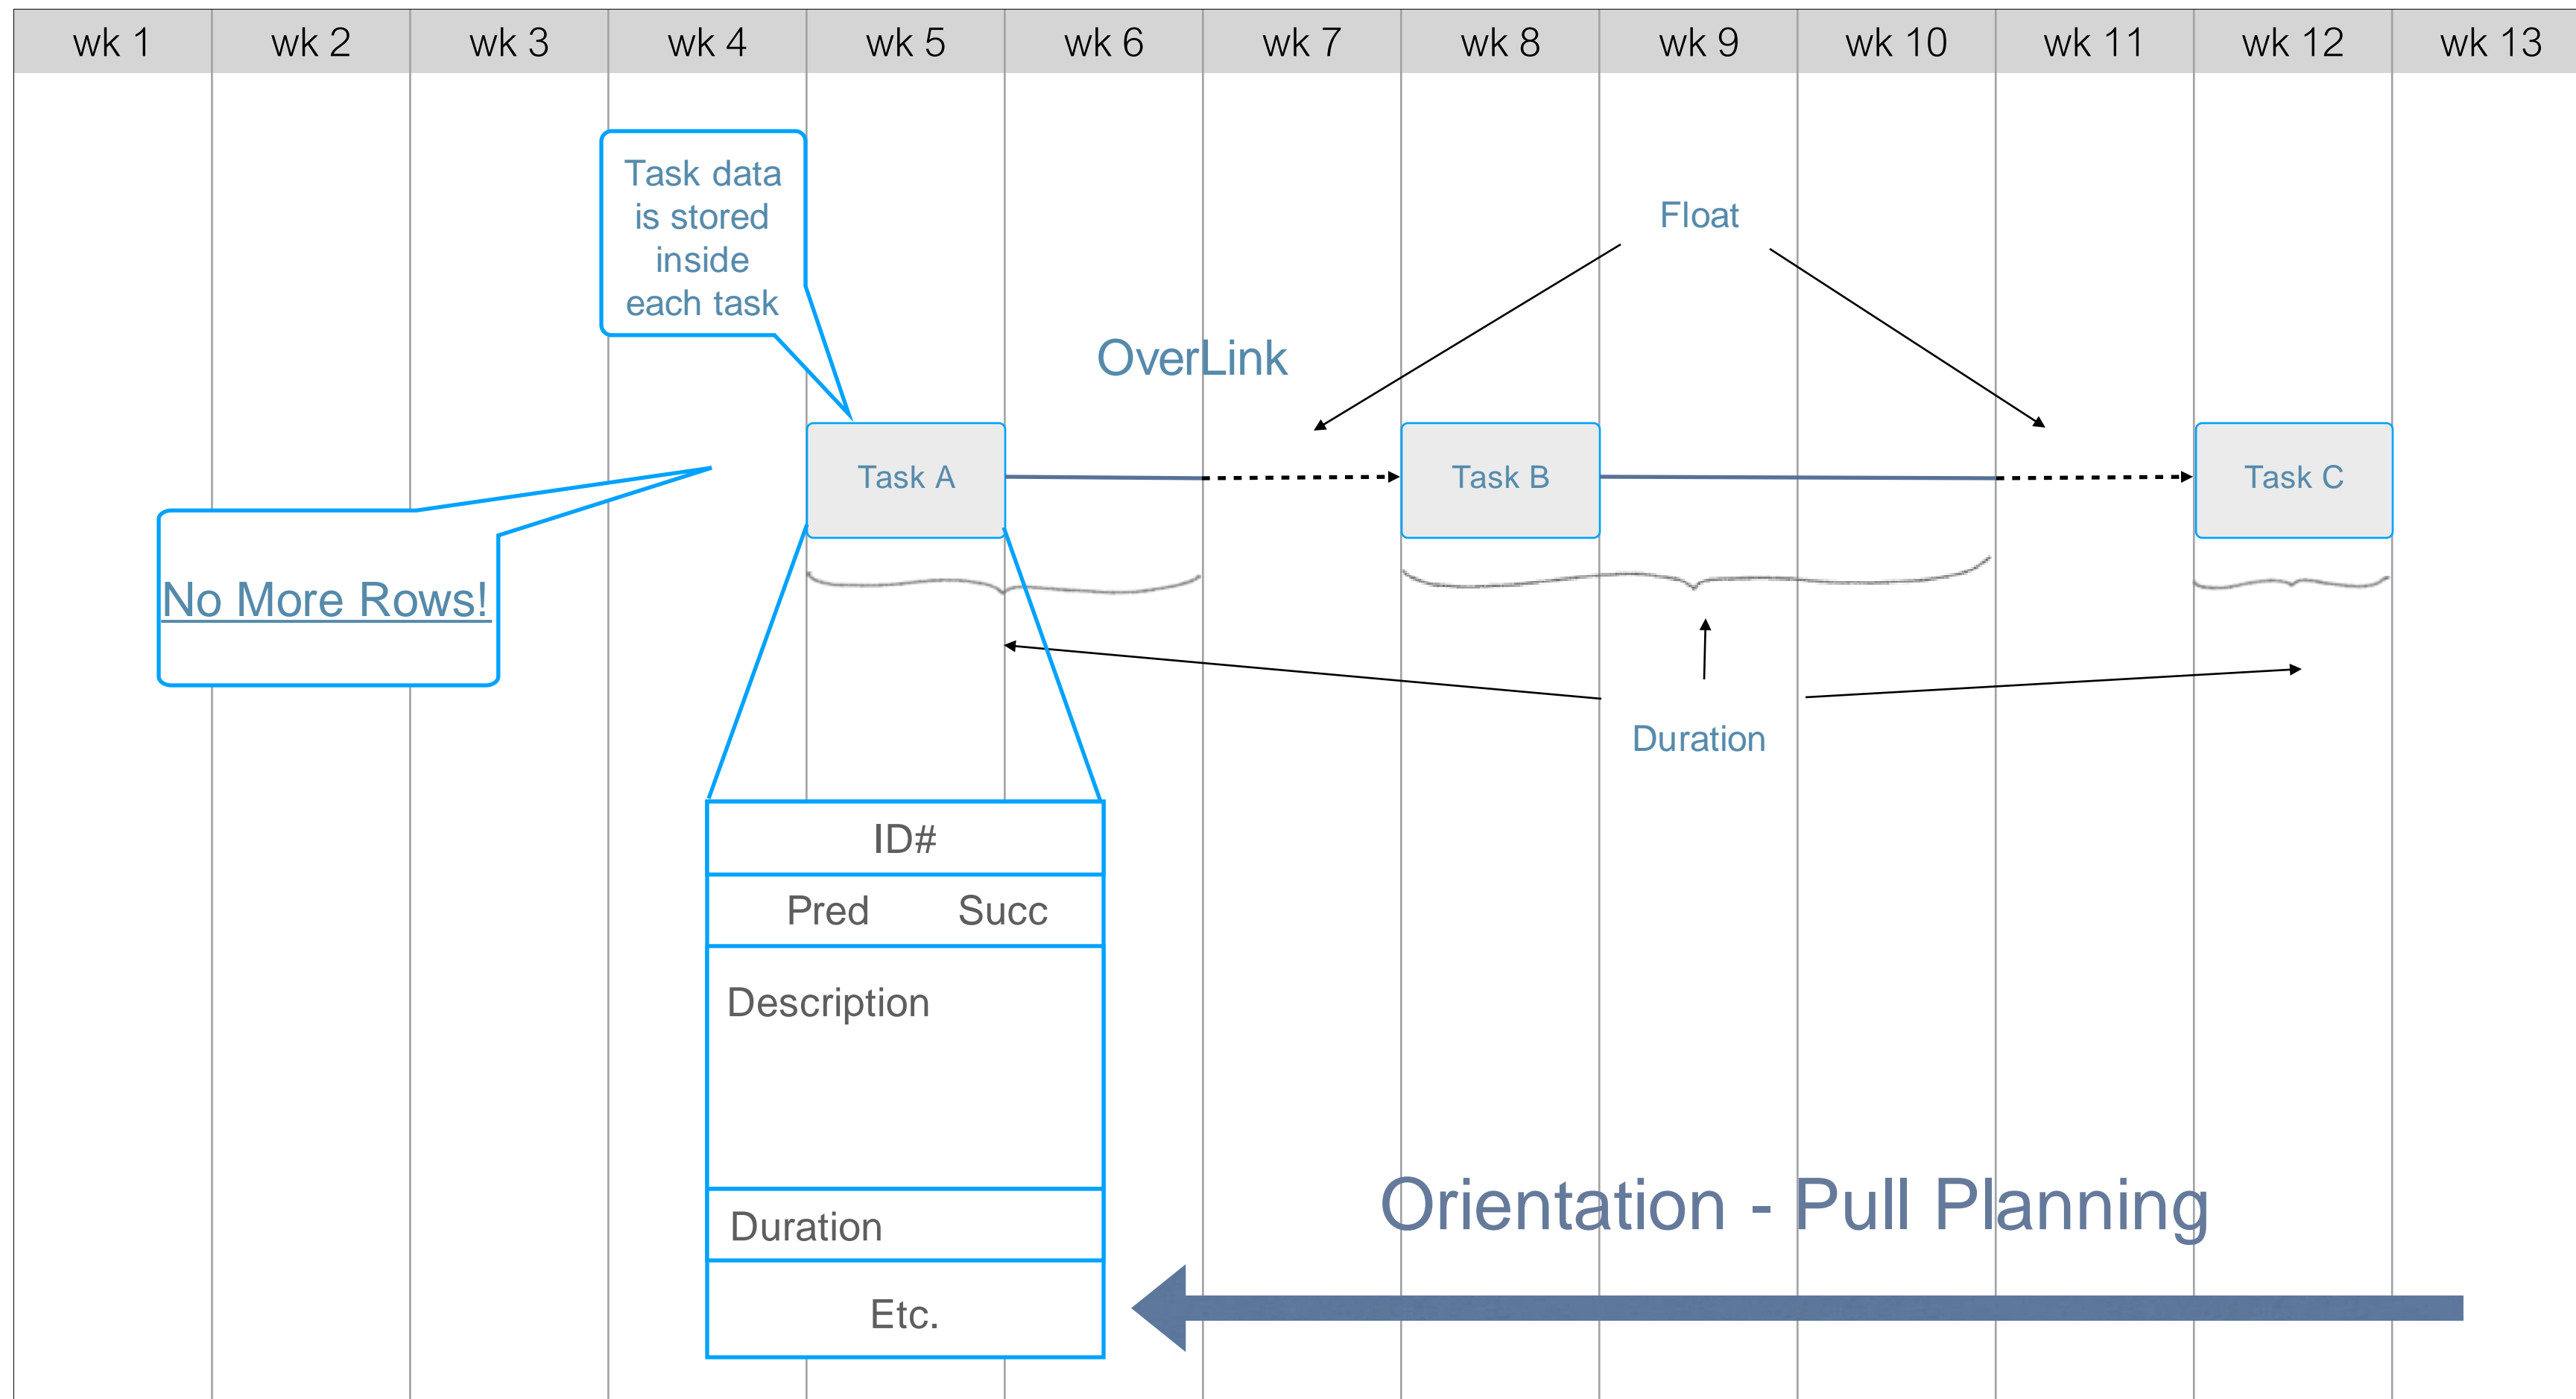 wk 1 wk 2 wk 3 wk 4 wk 5 wk 6 wk 7 wk 8 wk 9 wk 10 wk 11 wk 12 wk 13
Task data
is stored
inside
each task
Float
OverLink
Task A
Task B
Task C
No More Rows!
Duration
ID#
Pred Succ
Description
Duration
Etc.
Orientation - Pull Planning